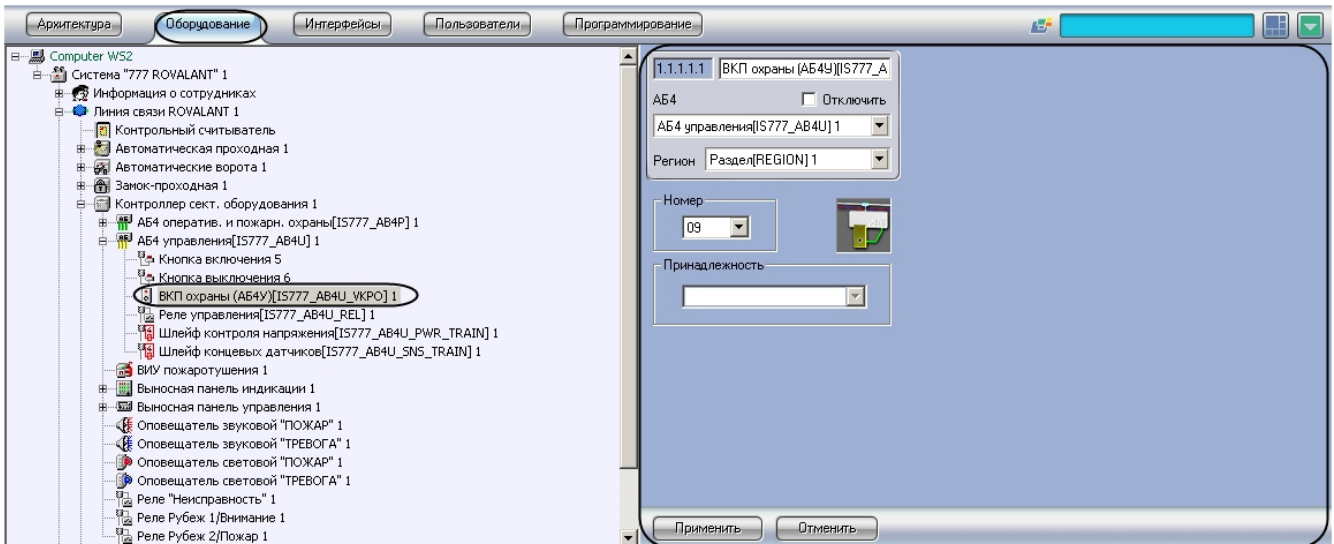 Архитектура Оборудование Интерфейсы Пользователи Программирование
Computer WS2
Система "777 ROVALANT" 1
Информация о сотрудниках
Линия связи ROVALANT 1
Контрольный считыватель
Автоматическая проходная 1
Автоматические ворота 1
Замок-проходная 1
Контроллер сект. оборудования 1
АБ4 оператив. и пожарн. охраны[IS777_AB4P] 1
АБ4 управления[IS777_AB4U] 1
Кнопка включения 5
Кнопка выключения 6
ВКП охраны (АБ4У)[IS777_AB4U_VKPO] 1
Реле управления[IS777_AB4U_REL] 1
Шлейф контроля напряжения[IS777_AB4U_PWR_TRAIN] 1
Шлейф концевых датчиков[IS777_AB4U_SNS_TRAIN] 1
ВИУ пожаротушения 1
Выносная панель индикации 1
Выносная панель управления 1
Оповещатель звуковой "ПОЖАР" 1
Оповещатель звуковой "ТРЕВОГА" 1
Оповещатель световой "ПОЖАР" 1
Оповещатель световой "ТРЕВОГА" 1
Реле "Неисправность" 1
Реле Рубеж 1/Внимание 1
Реле Рубеж 2/Пожар 1
1.1.1.1.1 ВКП охраны (АБ4У)[IS777_A
АБ4 Отключить
АБ4 управления[IS777_AB4U] 1
Регион Раздел[REGION] 1
Номер
09
Принадлежность
Применить Отменить